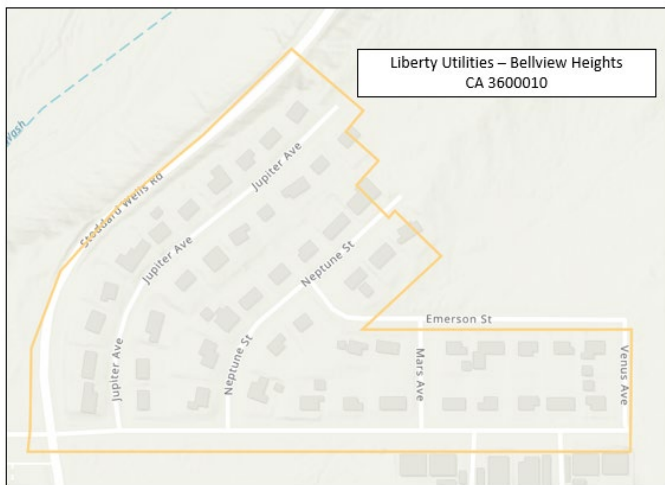 Liberty Utilities – Bellview Heights
CA 3600010
Wash
Stoddard Wells Rd
Jupiter Ave
Jupiter Ave
Neptune St
Emerson St
Jupiter Ave
Neptune St
Mars Ave
Venus Ave